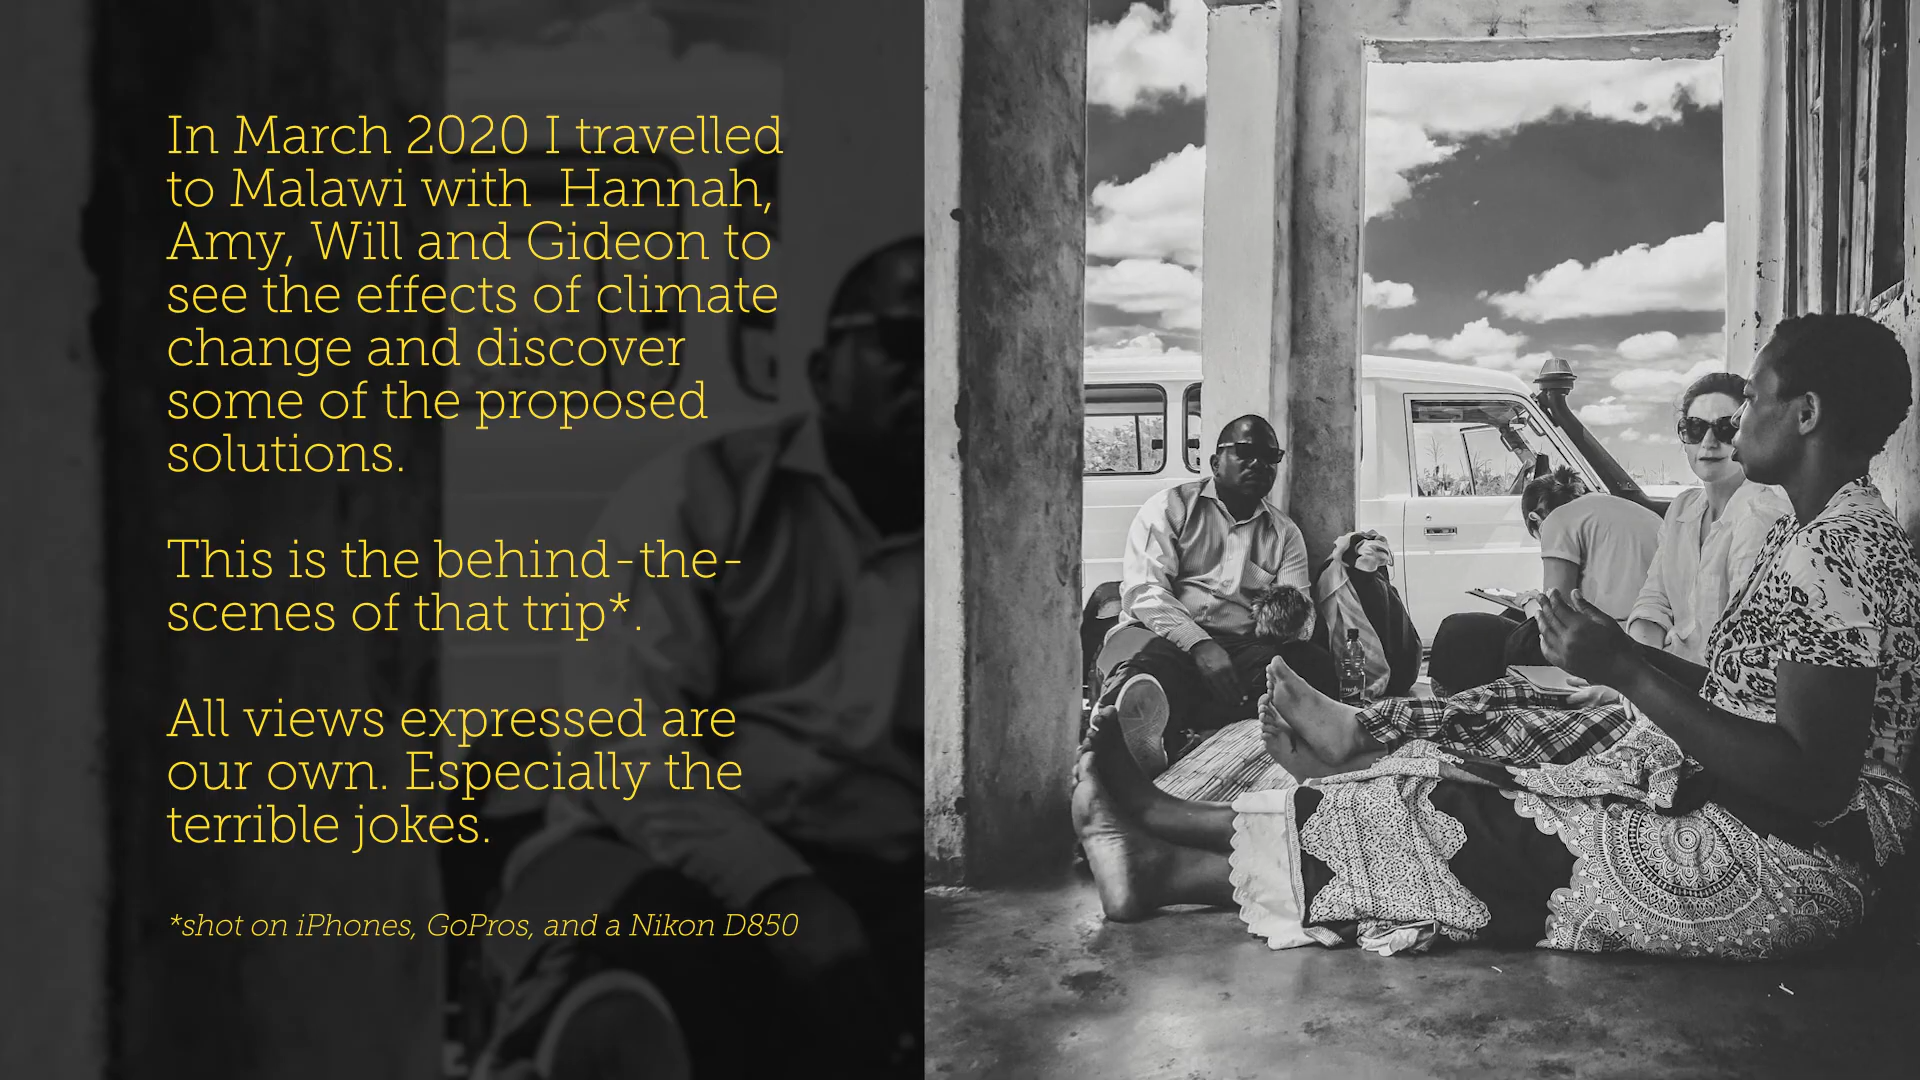 In March 2020 I travelled
to Malawi with  Hannah,
Amy, Will and Gideon to
see the effects of climate
change and discover
some of the proposed
solutions.
This is the behind-the-
scenes of that trip*.
All views expressed are
our own. Especially the
terrible jokes.
*shot on iPhones, GoPros, and a Nikon D850